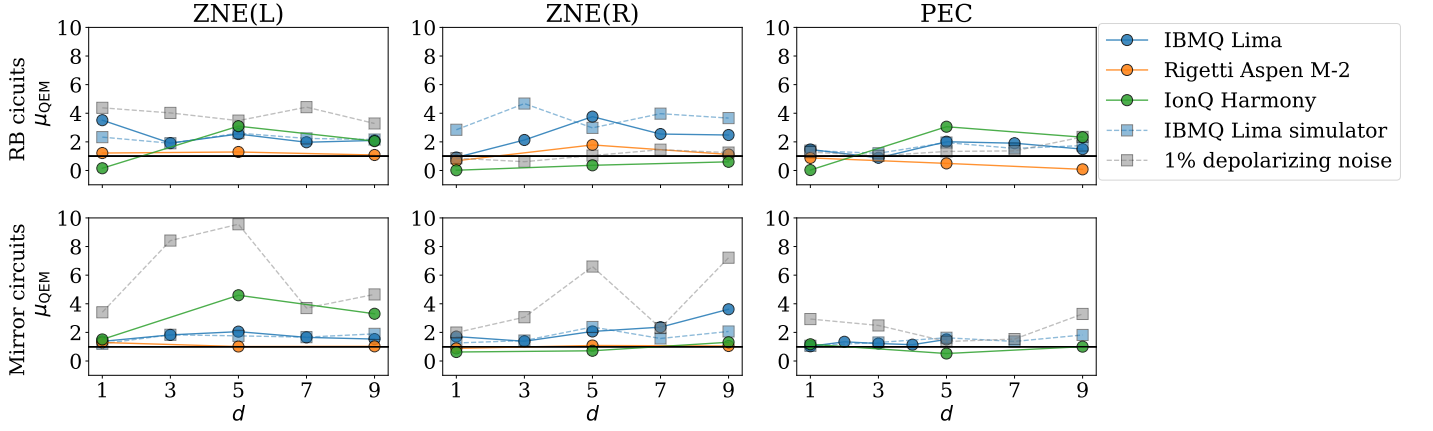 ZNE(L) ZNE(R) PEC
RB cicuits
μQEM
10 8 6 4 2 0
10 8 6 4 2 0
10 8 6 4 2 0
IBMQ Lima
Rigetti Aspen M-2
IonQ Harmony
IBMQ Lima simulator
1% depolarizing noise
Mirror circuits
μQEM
10 8 6 4 2 0
10 8 6 4 2 0
10 8 6 4 2 0
1 3 5 7 9 1 3 5 7 9 1 3 5 7 9
d d d